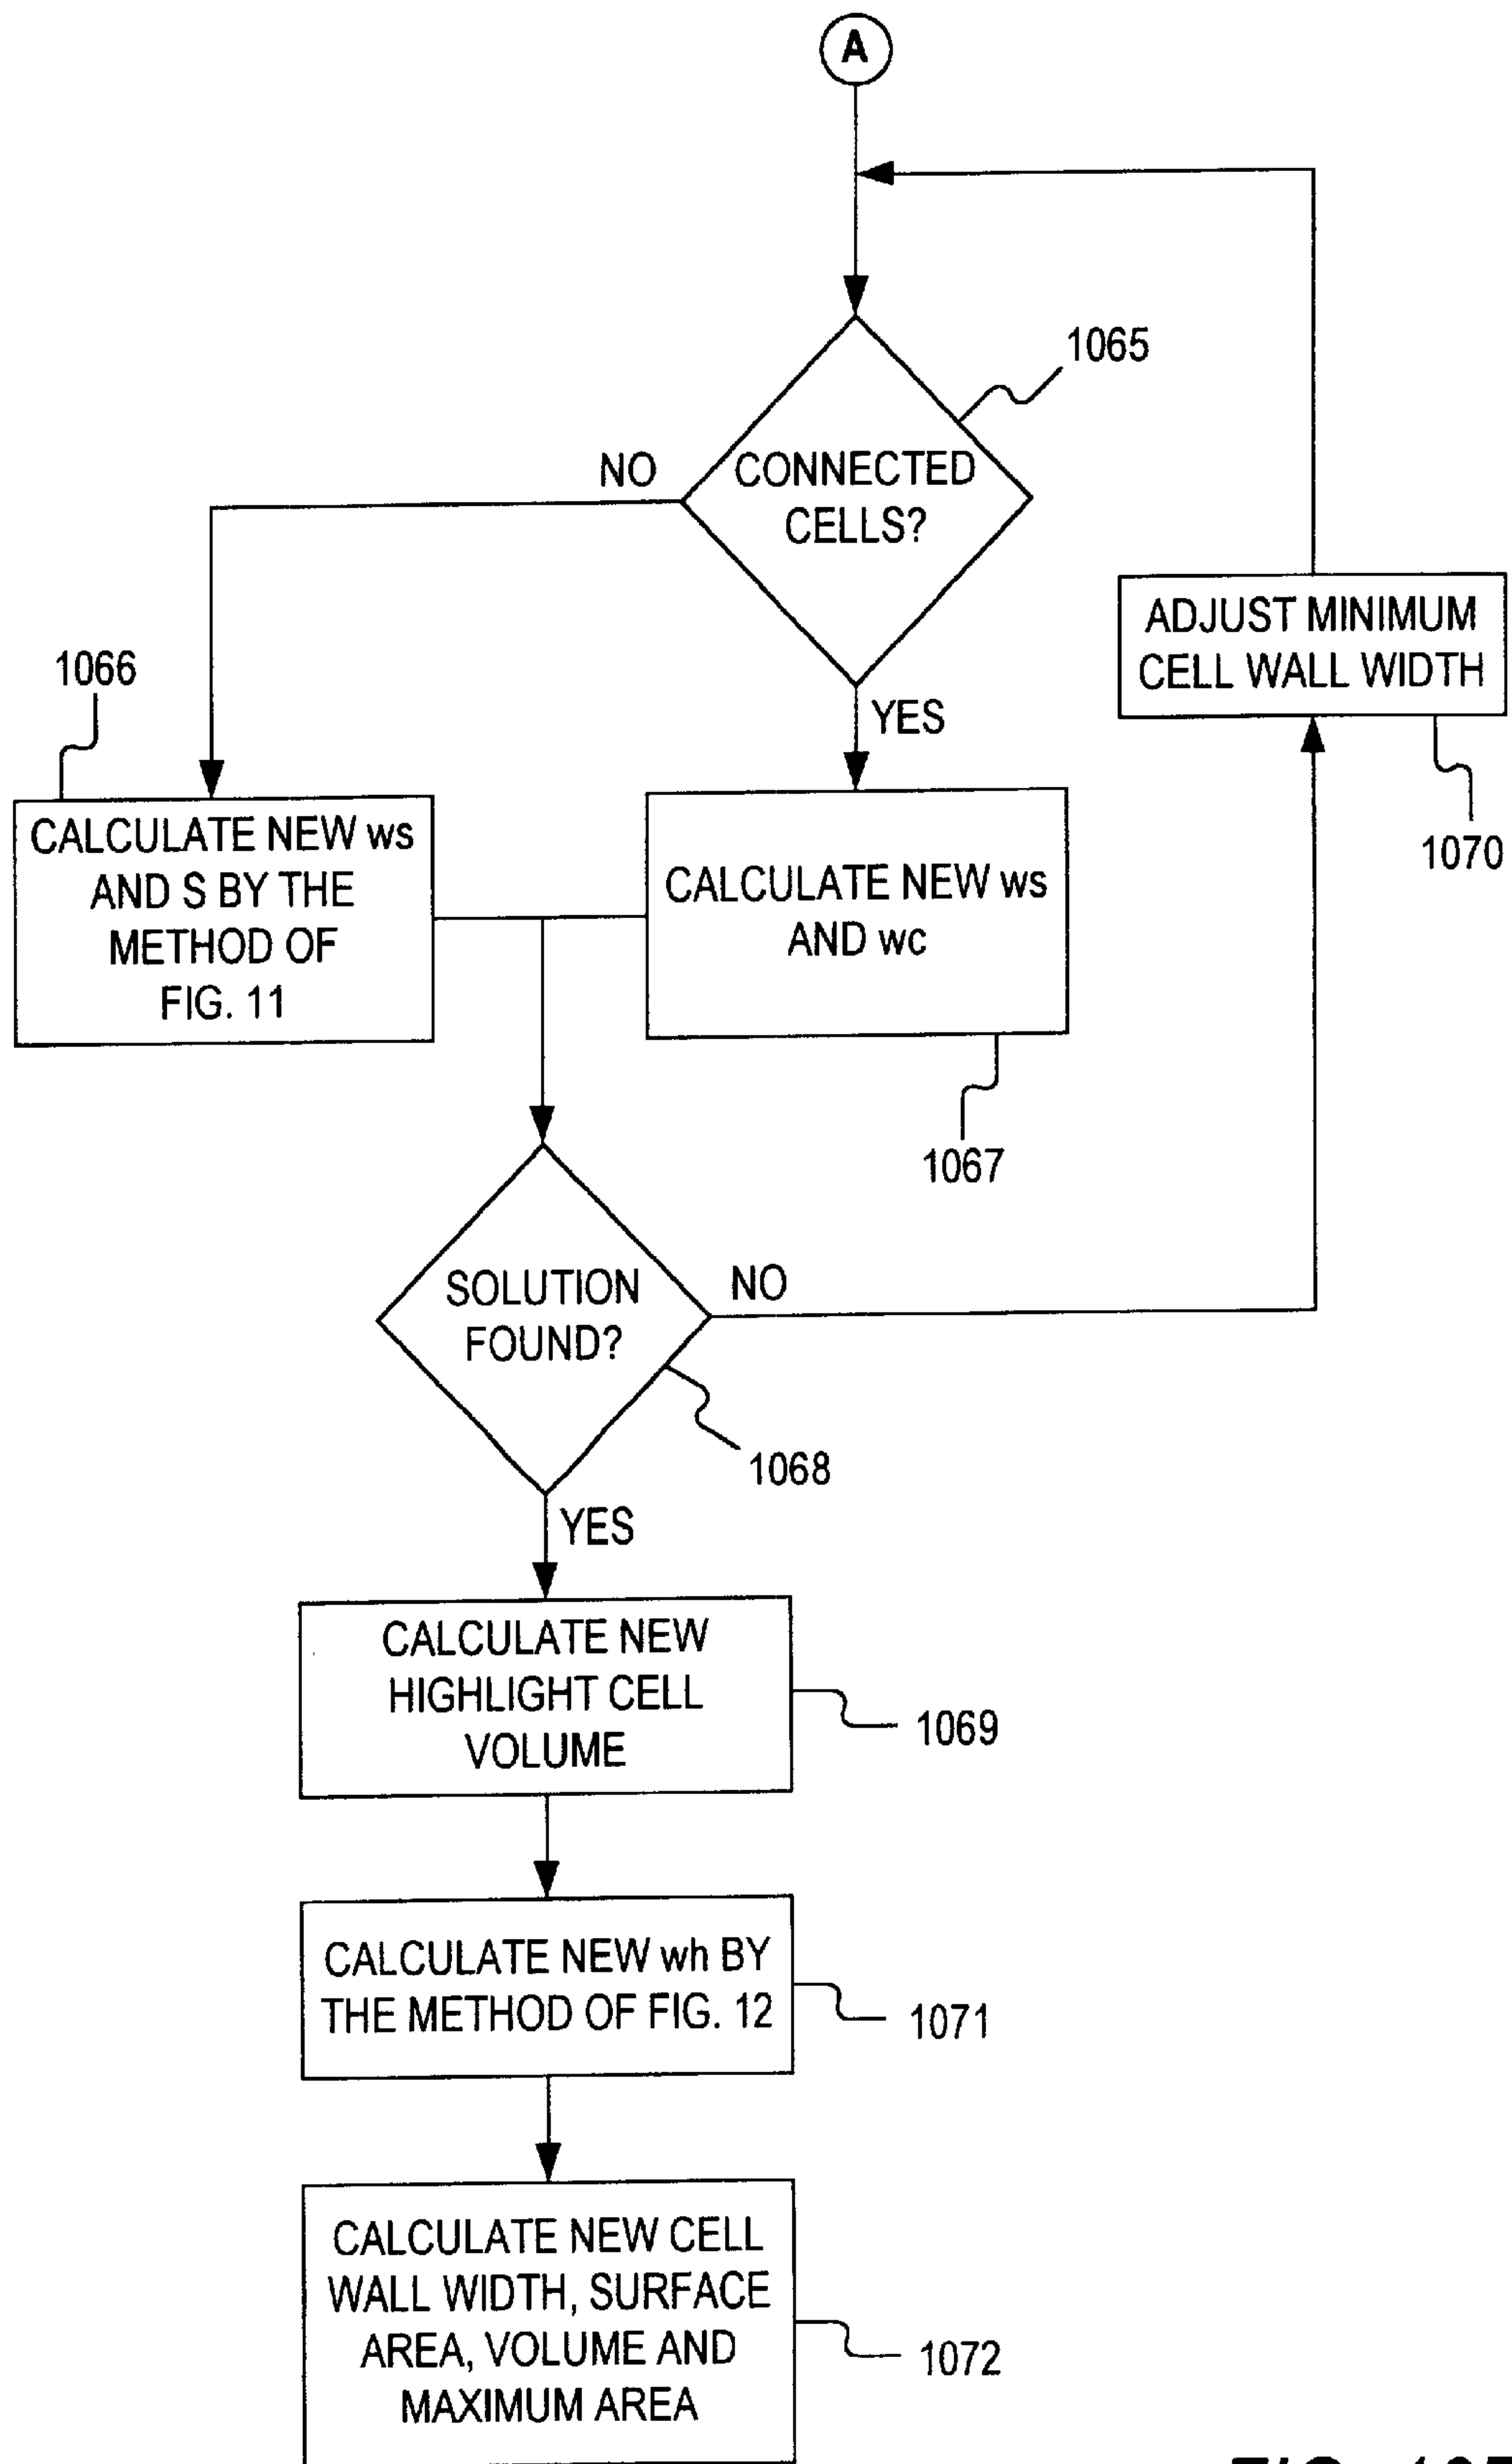 A
1065
NO
CONNECTED
CELLS?
ADJUST MINIMUM
CELL WALL WIDTH
1066
YES
1070
CALCULATE NEW ws
AND S BY THE
METHOD OF
FIG. 11
CALCULATE NEW ws
AND wc
1067
SOLUTION
FOUND?
NO
1068
YES
CALCULATE NEW
HIGHLIGHT CELL
VOLUME
1069
CALCULATE NEW wh BY
THE METHOD OF FIG. 12
1071
CALCULATE NEW CELL
WALL WIDTH, SURFACE
AREA, VOLUME AND
MAXIMUM AREA
1072